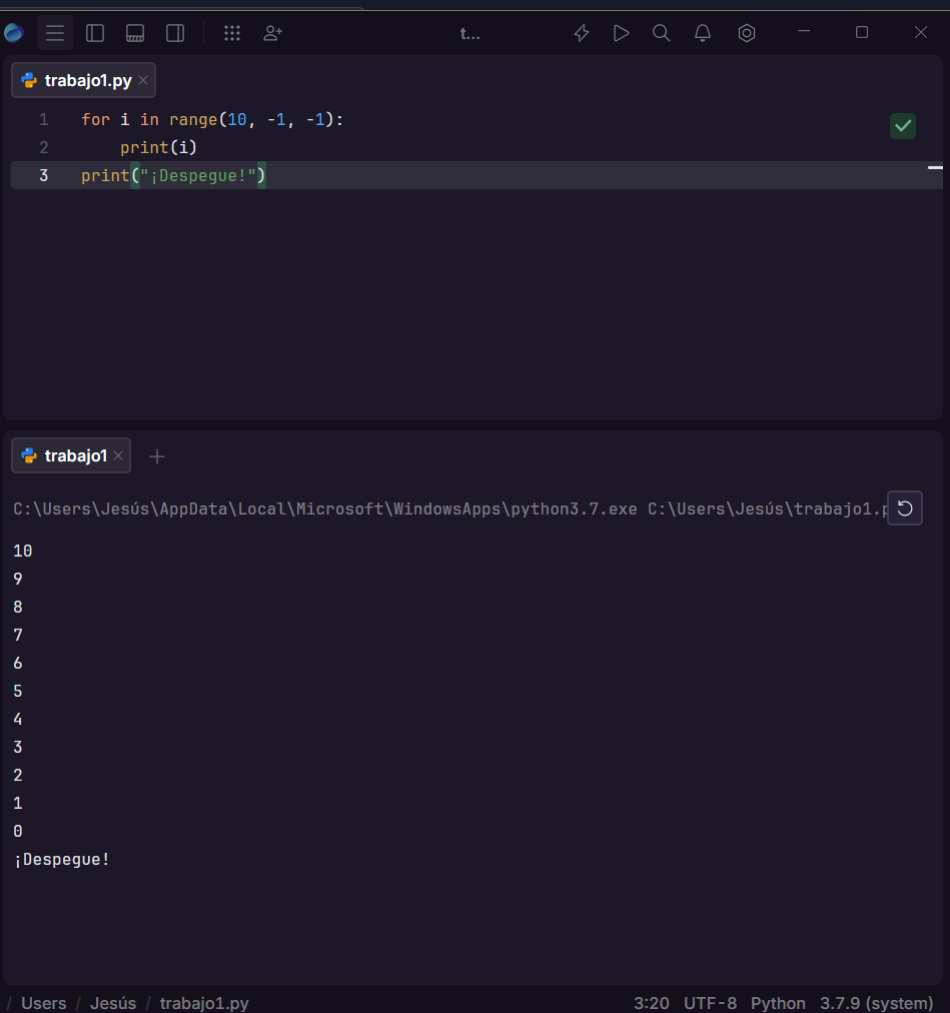 t...
trabajo1.py
1 for i in range(10, -1, -1):
2     print(i)
3 print("¡Despegue!")
trabajo1
C:\Users\Jesús\AppData\Local\Microsoft\WindowsApps\python3.7.exe C:\Users\Jesús\trabajo1.p
10
9
8
7
6
5
4
3
2
1
0
¡Despegue!
/ Users / Jesús / trabajo1.py 3:20 UTF-8 Python 3.7.9 (system)